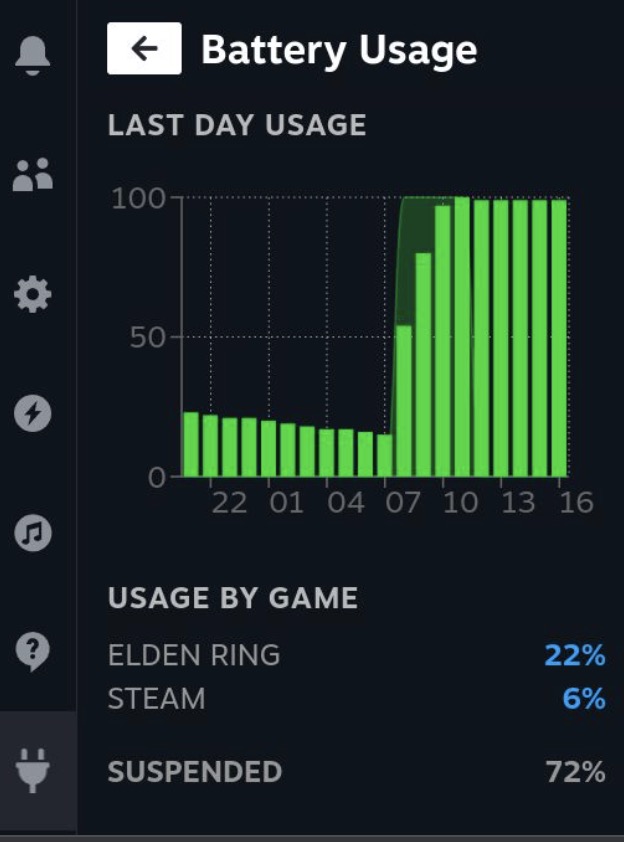 Battery Usage
LAST DAY USAGE
100
50
0
22 01 04 07 10 13 16
USAGE BY GAME
ELDEN RING 22%
STEAM 6%
SUSPENDED 72%